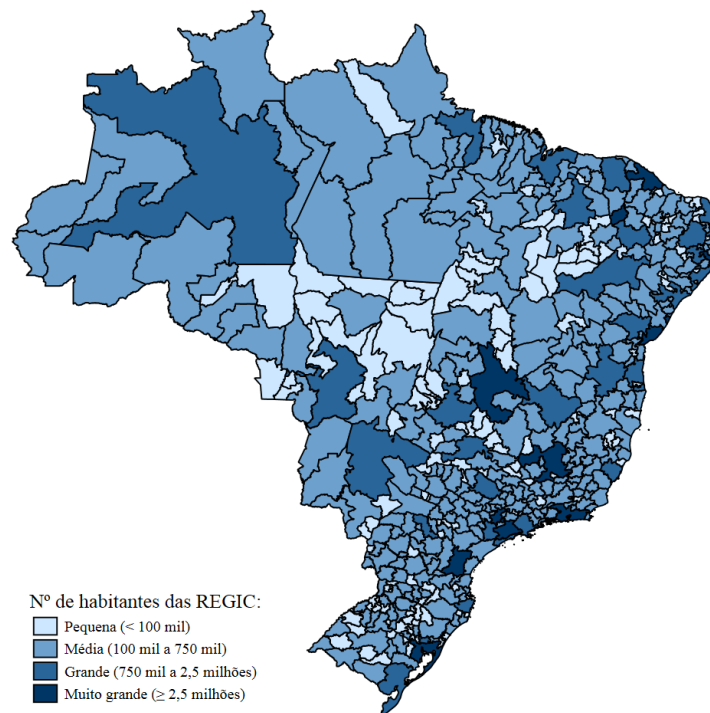 Nº de habitantes das REGIC:
Pequena (< 100 mil)
Média (100 mil a 750 mil)
Grande (750 mil a 2,5 milhões)
Muito grande (≥ 2,5 milhões)